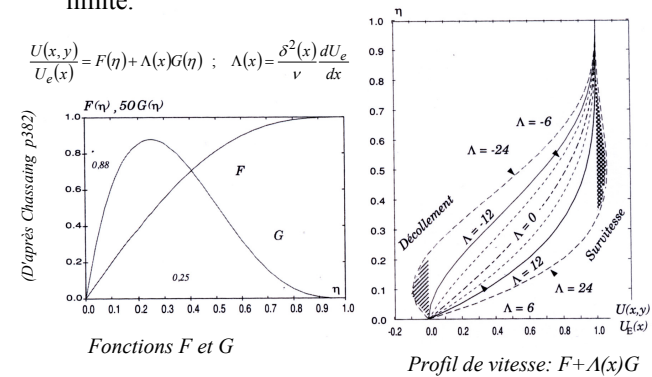 limite.
U(x,y)/U_e(x) = F(η)+Λ(x)G(η) ; Λ(x)= δ²(x)/ν dU_e/dx
(D'après Chassaing p382)
F(η) , 50 G(η)
1.0
0.8
0.6
0.4
0.2
0.0
0,88
F
G
0,25
η
0.0 0.1 0.2 0.3 0.4 0.5 0.6 0.7 0.8 0.9 1.0
Fonctions F et G
η
1.0
0.9
0.8
0.7
0.6
0.5
0.4
0.3
0.2
0.1
0.0
Λ = -6
Λ = -24
Décollement
Λ = -12
Λ = 0
Λ = 12
Survitesse
Λ = 24
Λ = 6
-0.2 0.0 0.2 0.4 0.6 0.8 1.0
U(x,y)
U_E(x)
Profil de vitesse: F+Λ(x)G